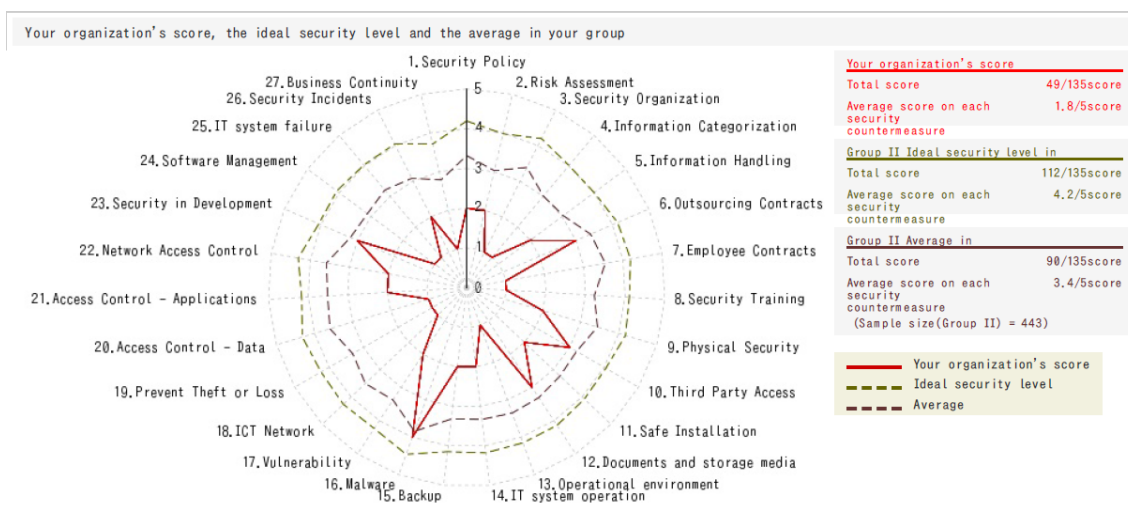 Your organization's score, the ideal security level and the average in your group
1.Security Policy
2.Risk Assessment
3.Security Organization
4.Information Categorization
5.Information Handling
6.Outsourcing Contracts
7.Employee Contracts
8.Security Training
9.Physical Security
10.Third Party Access
11.Safe Installation
12.Documents and storage media
13.Operational environment
14.IT system operation
15.Backup
16.Malware
17.Vulnerability
18.ICT Network
19.Prevent Theft or Loss
20.Access Control - Data
21.Access Control - Applications
22.Network Access Control
23.Security in Development
24.Software Management
25.IT system failure
26.Security Incidents
27.Business Continuity
5
4
3
2
1
0
Your organization's score
Total score 49/135score
Average score on each 1.8/5score
security
countermeasure
Group II Ideal security level in
Total score 112/135score
Average score on each 4.2/5score
security
countermeasure
Group II Average in
Total score 90/135score
Average score on each 3.4/5score
security
countermeasure
(Sample size(Group II) = 443)
Your organization's score
Ideal security level
Average